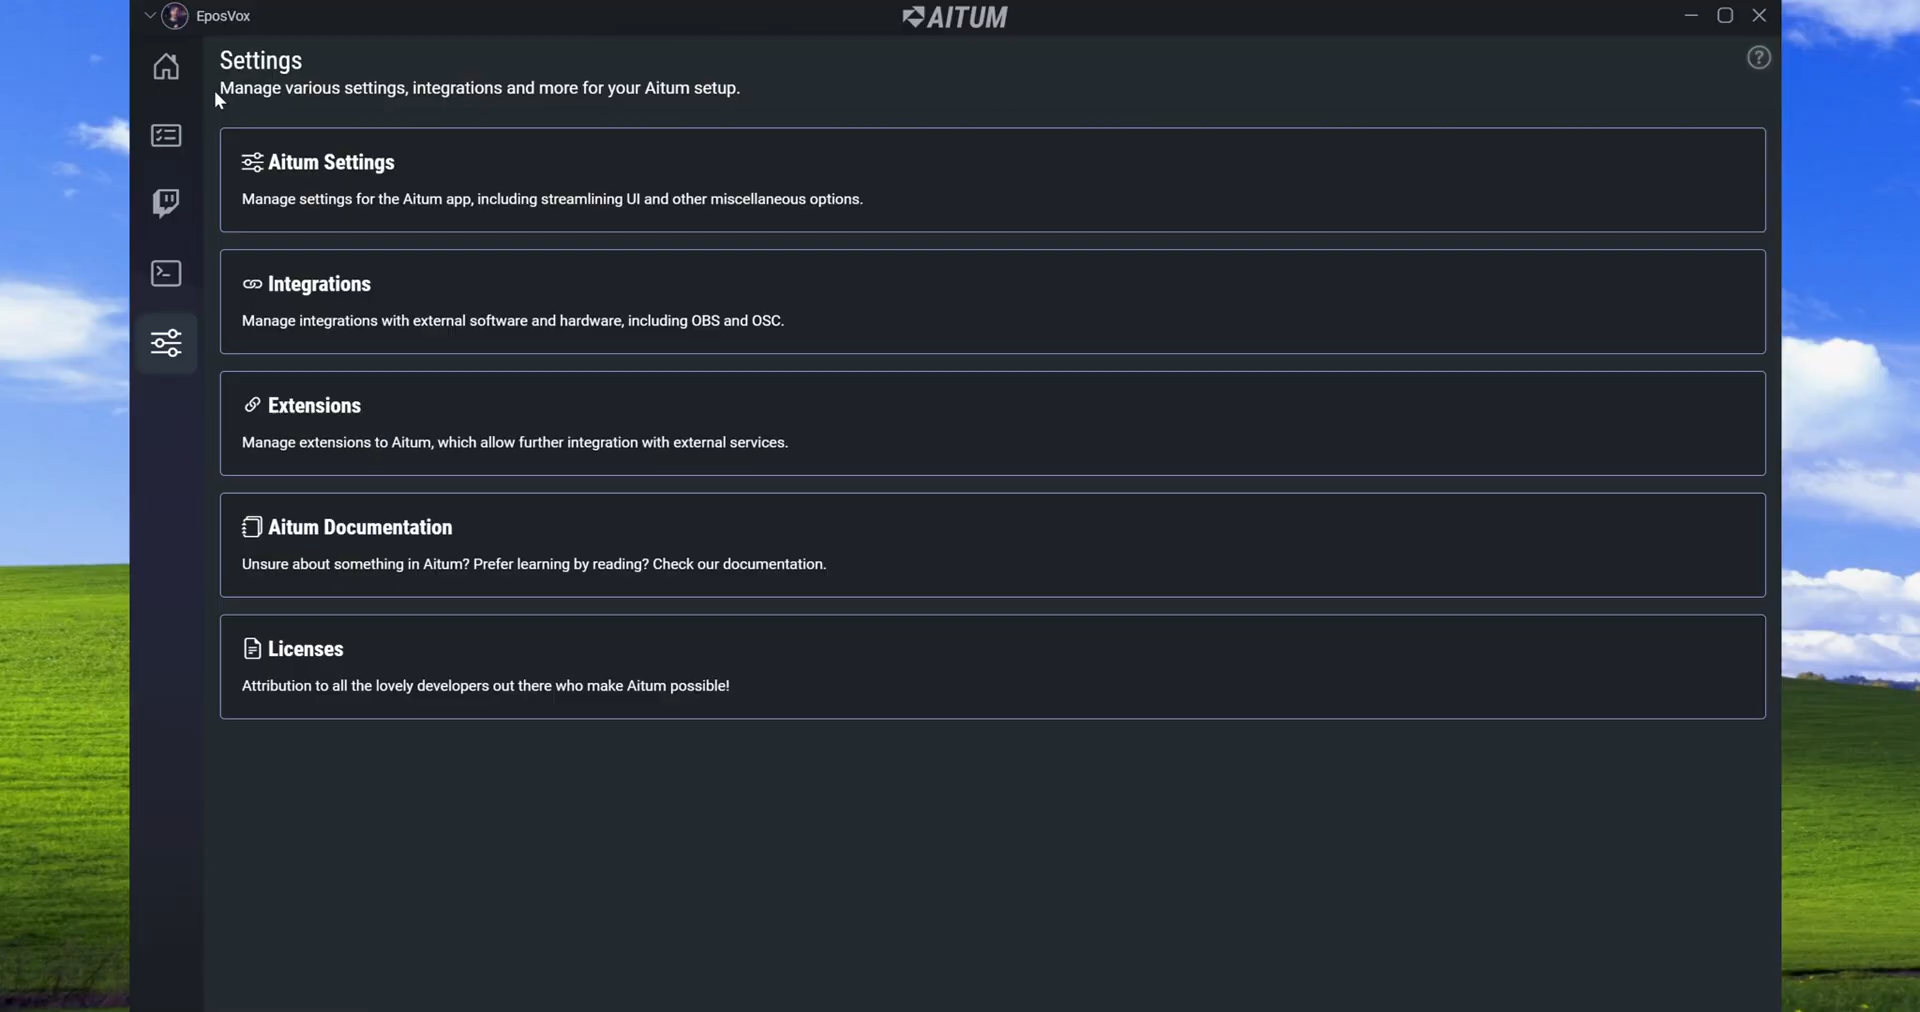 EposVox
AITUM
Settings
Manage various settings, integrations and more for your Aitum setup.
Aitum Settings
Manage settings for the Aitum app, including streamlining UI and other miscellaneous options.
Integrations
Manage integrations with external software and hardware, including OBS and OSC.
Extensions
Manage extensions to Aitum, which allow further integration with external services.
Aitum Documentation
Unsure about something in Aitum? Prefer learning by reading? Check our documentation.
Licenses
Attribution to all the lovely developers out there who make Aitum possible!